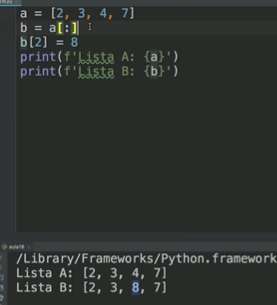 a = [2, 3, 4, 7]
b = a[:]
b[2] = 8
print(f'Lista A: {a}')
print(f'Lista B: {b}')
aula18
/Library/Frameworks/Python.framework
Lista A: [2, 3, 4, 7]
Lista B: [2, 3, 8, 7]